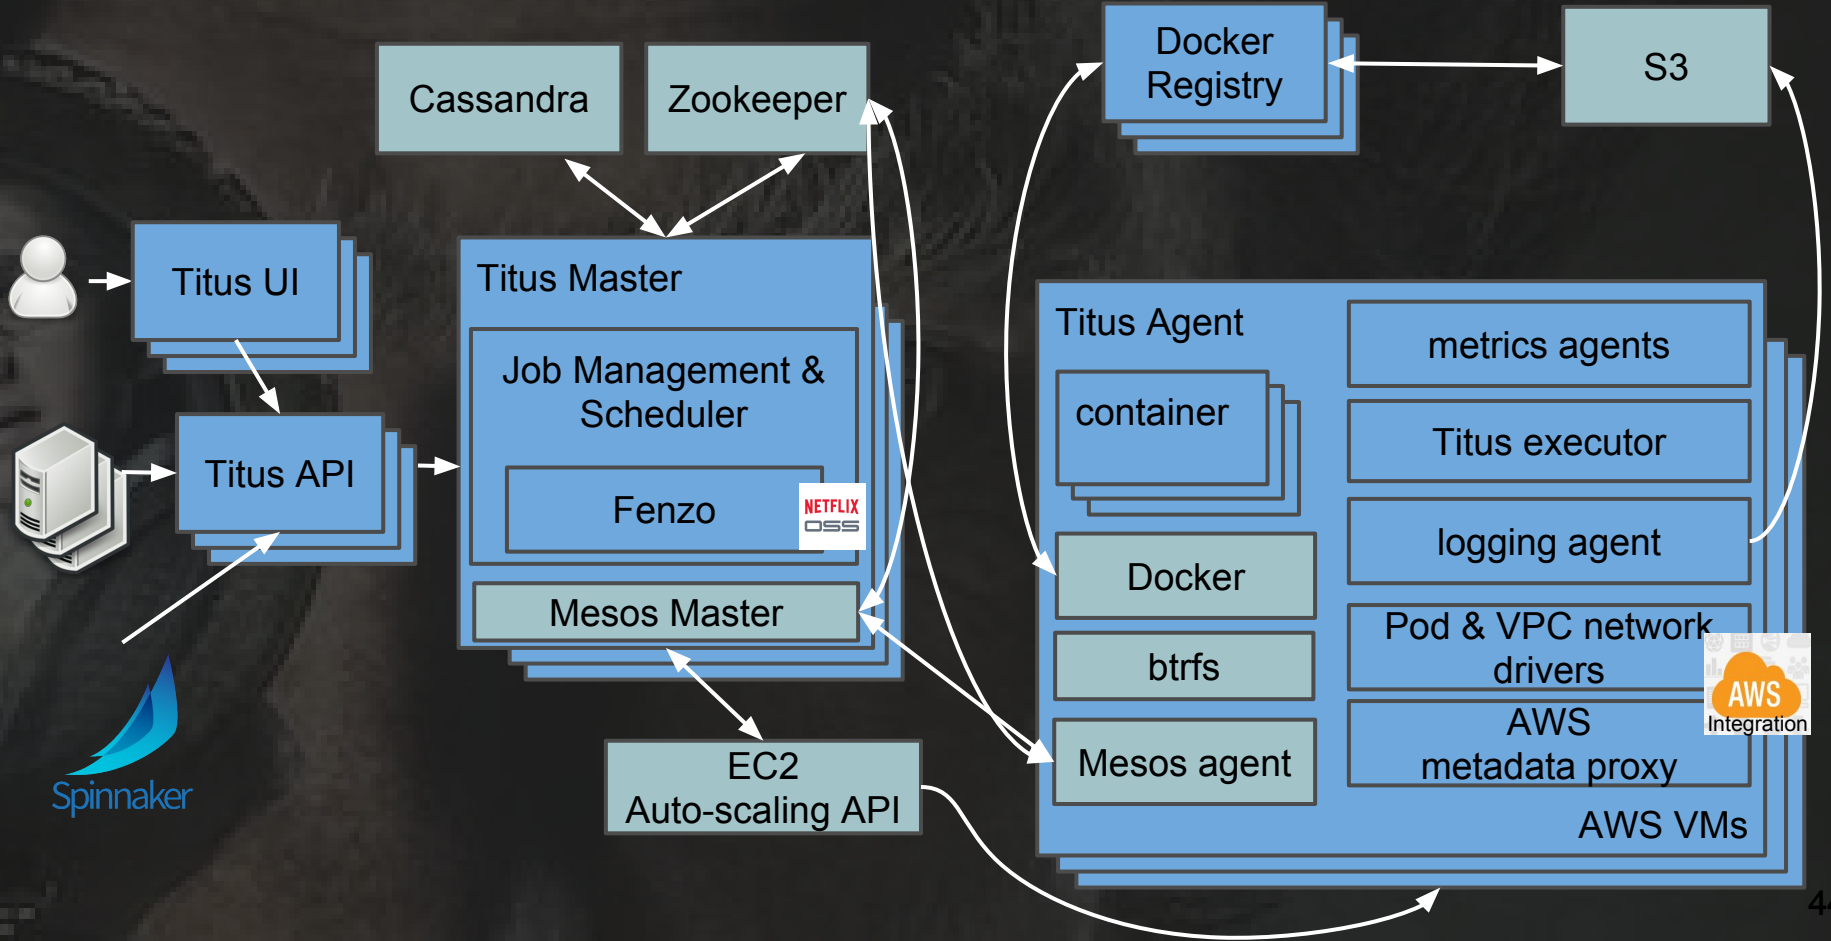 Docker
Registry
S3
Cassandra
Zookeeper
Titus UI
Titus Master
Titus Agent
metrics agents
Job Management &
Scheduler
container
Titus executor
Titus API
Fenzo
NETFLIX
OSS
logging agent
Docker
Mesos Master
Pod & VPC network
drivers
btrfs
AWS
Integration
AWS
metadata proxy
Mesos agent
EC2
Auto-scaling API
Spinnaker
AWS VMs